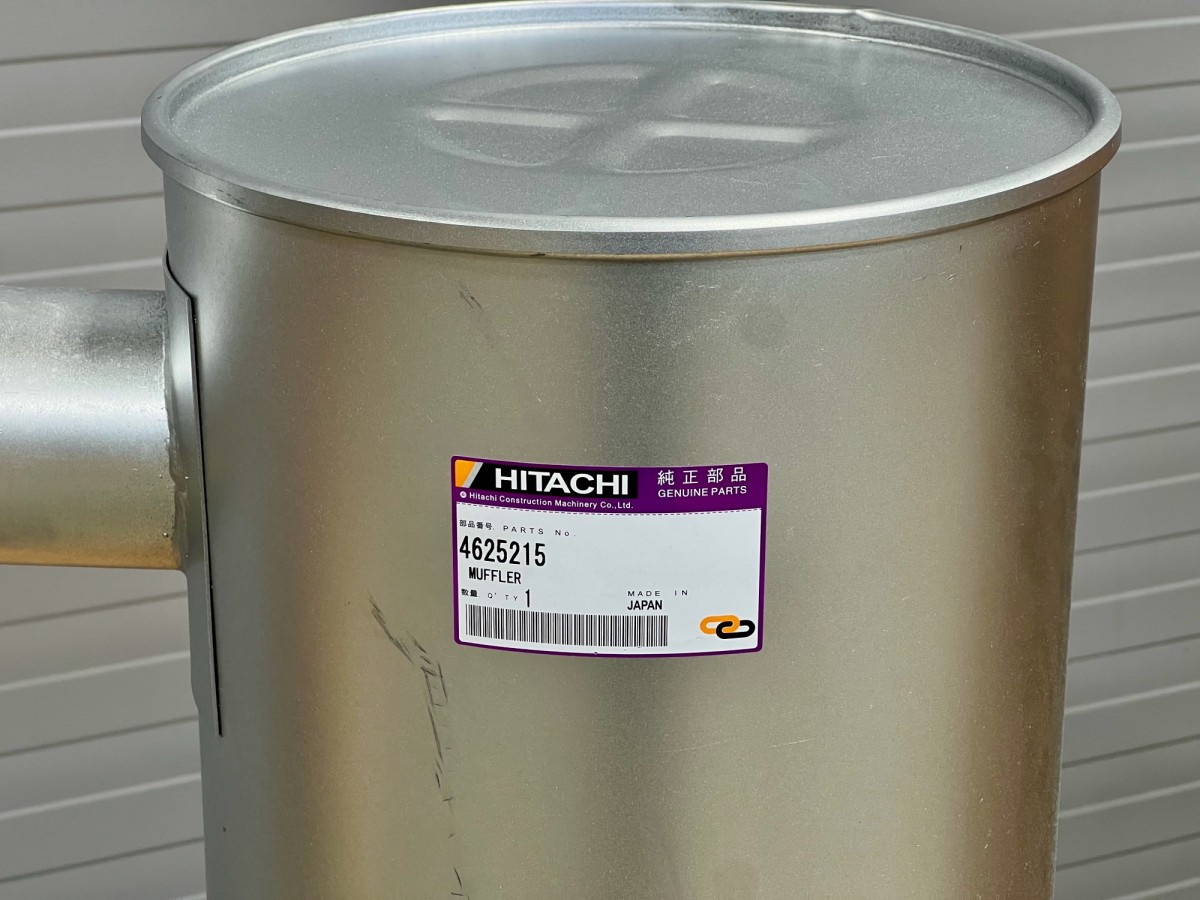 HITACHI
Hitachi Construction Machinery Co.,Ltd.
純正部品
GENUINE PARTS
部品番号. PARTS No.
4625215
MUFFLER
数量. Q'TY 1
MADE IN
JAPAN